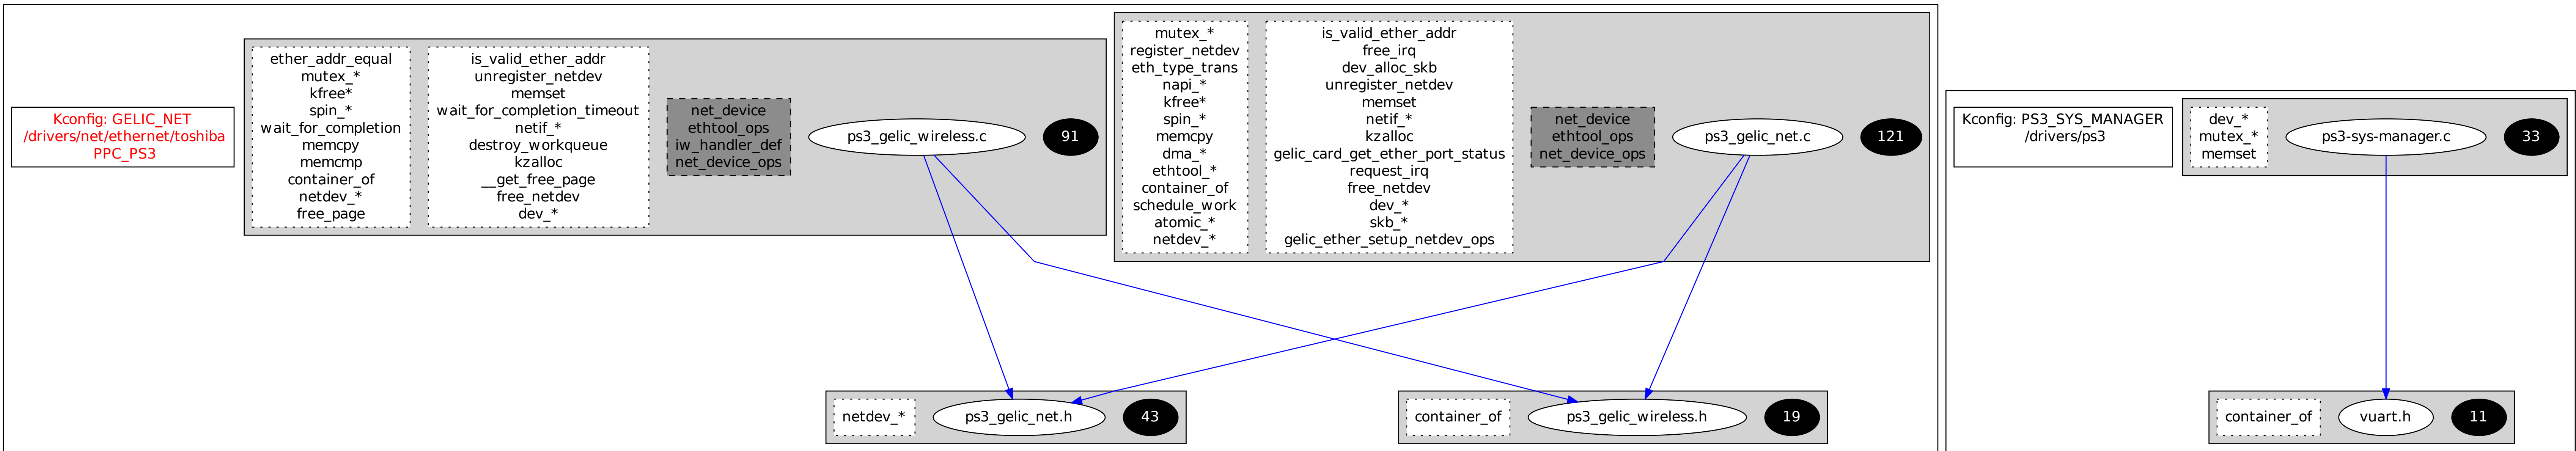 Kconfig: GELIC_NET
/drivers/net/ethernet/toshiba
PPC_PS3
ether_addr_equal
mutex_*
kfree*
spin_*
wait_for_completion
memcpy
memcmp
container_of
netdev_*
free_page
is_valid_ether_addr
unregister_netdev
memset
wait_for_completion_timeout
netif_*
destroy_workqueue
kzalloc
__get_free_page
free_netdev
dev_*
net_device
ethtool_ops
iw_handler_def
net_device_ops
ps3_gelic_wireless.c
91
mutex_*
register_netdev
eth_type_trans
napi_*
kfree*
spin_*
memcpy
dma_*
ethtool_*
container_of
schedule_work
atomic_*
netdev_*
is_valid_ether_addr
free_irq
dev_alloc_skb
unregister_netdev
memset
netif_*
kzalloc
gelic_card_get_ether_port_status
request_irq
free_netdev
dev_*
skb_*
gelic_ether_setup_netdev_ops
net_device
ethtool_ops
net_device_ops
ps3_gelic_net.c
121
Kconfig: PS3_SYS_MANAGER
/drivers/ps3
dev_*
mutex_*
memset
ps3-sys-manager.c
33
netdev_*
ps3_gelic_net.h
43
container_of
ps3_gelic_wireless.h
19
container_of
vuart.h
11